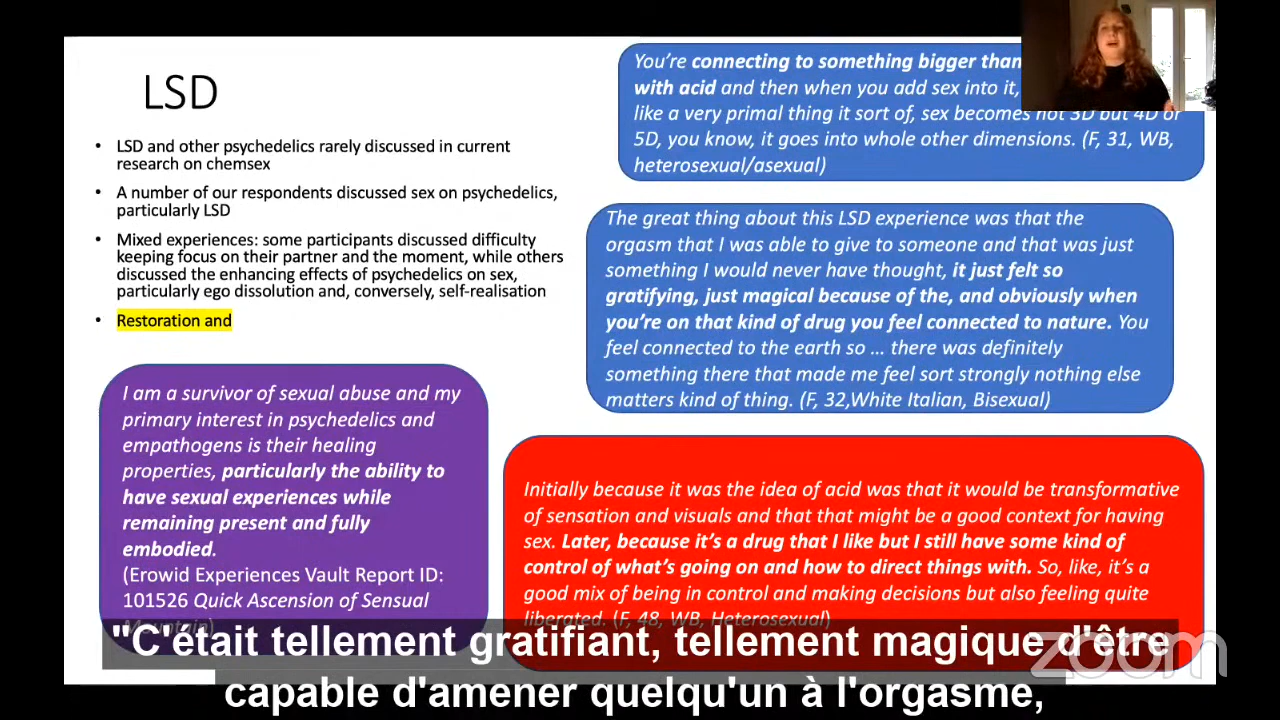 LSD
• LSD and other psychedelics rarely discussed in current
research on chemsex
• A number of our respondents discussed sex on psychedelics,
particularly LSD
• Mixed experiences: some participants discussed difficulty
keeping focus on their partner and the moment, while others
discussed the enhancing effects of psychedelics on sex,
particularly ego dissolution and, conversely, self-realisation
• Restoration and
You're connecting to something bigger than
with acid and then when you add sex into it,
like a very primal thing it sort of, sex becomes not 3D but 4D or
5D, you know, it goes into whole other dimensions. (F, 31, WB,
heterosexual/asexual)
The great thing about this LSD experience was that the
orgasm that I was able to give to someone and that was just
something I would never have thought, it just felt so
gratifying, just magical because of the, and obviously when
you're on that kind of drug you feel connected to nature. You
feel connected to the earth so … there was definitely
something there that made me feel sort strongly nothing else
matters kind of thing. (F, 32,White Italian, Bisexual)
I am a survivor of sexual abuse and my
primary interest in psychedelics and
empathogens is their healing
properties, particularly the ability to
have sexual experiences while
remaining present and fully
embodied.
(Erowid Experiences Vault Report ID:
101526 Quick Ascension of Sensual
Mountain)
Initially because it was the idea of acid was that it would be transformative
of sensation and visuals and that that might be a good context for having
sex. Later, because it's a drug that I like but I still have some kind of
control of what's going on and how to direct things with. So, like, it's a
good mix of being in control and making decisions but also feeling quite
liberated. (F, 48, WB, Heterosexual)
"C'était tellement gratifiant, tellement magique d'être
capable d'amener quelqu'un à l'orgasme,
zoom